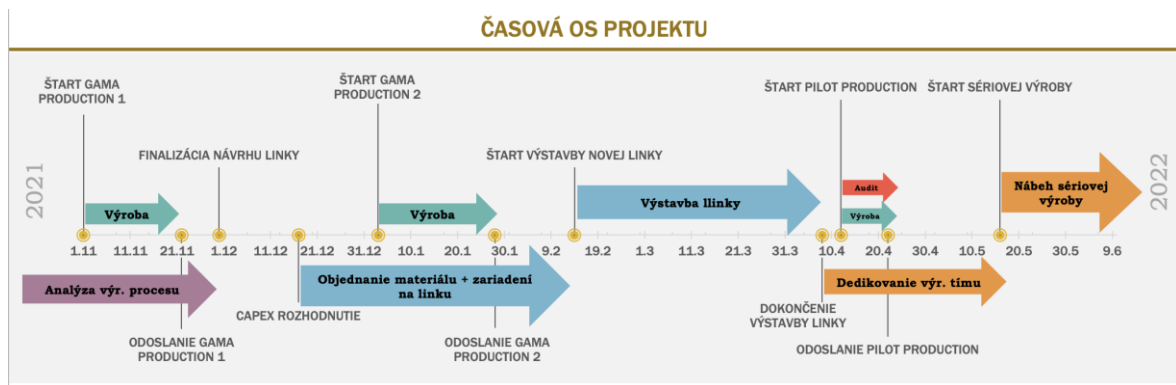 ČASOVÁ OS PROJEKTU
ŠTART GAMA
PRODUCTION 1
ŠTART GAMA
PRODUCTION 2
ŠTART PILOT PRODUCTION
ŠTART SÉRIOVEJ VÝROBY
FINALIZÁCIA NÁVRHU LINKY
ŠTART VÝSTAVBY NOVEJ LINKY
2021
2022
Výroba
Výroba
Výstavba llinky
Audit
Výroba
Nábeh sériovej
výroby
1.11 11.11 21.11 1.12 11.12 21.12 31.12 10.1 20.1 30.1 9.2 19.2 1.3 11.3 21.3 31.3 10.4 20.4 30.4 10.5 20.5 30.5 9.6
Analýza výr. procesu
Objednanie materiálu + zariadení
na linku
Dedikovanie výr. tímu
CAPEX ROZHODNUTIE
DOKONČENIE
VÝSTAVBY LINKY
ODOSLANIE GAMA
PRODUCTION 1
ODOSLANIE GAMA
PRODUCTION 2
ODOSLANIE PILOT PRODUCTION